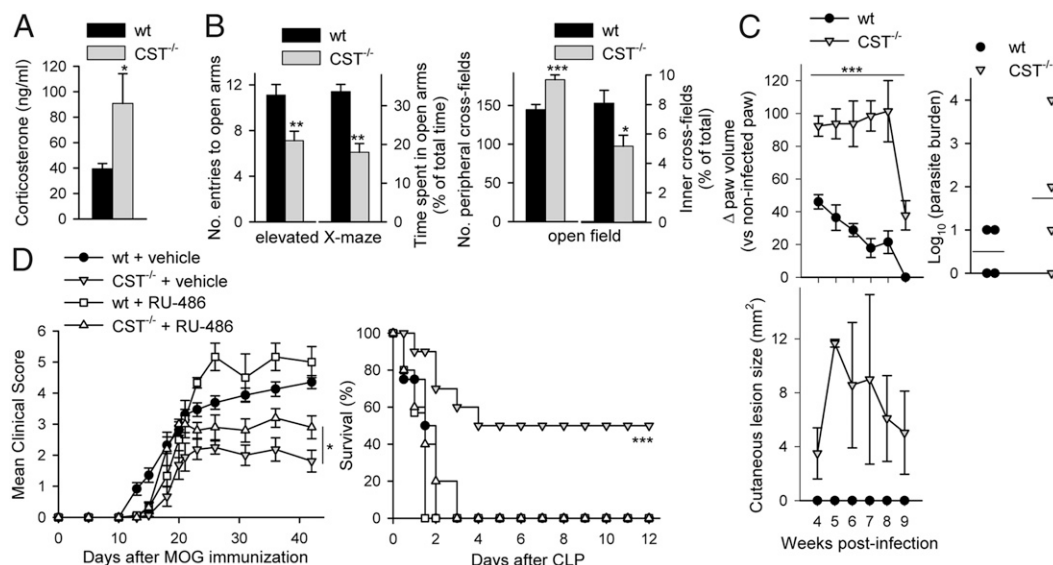 A
wt
CST-/-
Corticosterone (ng/ml)
120
100
80
60
40
20
0
*
B
wt
CST-/-
No. entries to open arms
12
9
6
3
0
**
**
30
20
10
0
Time spent in open arms
(% of total time)
elevated X-maze
No. peripheral cross-fields
150
100
50
0
***
*
10
8
6
4
2
0
Inner cross-fields
(% of total)
open field
C
wt
CST-/-
***
Δ paw volume
(vs non-infected paw)
120
100
80
60
40
20
0
wt
CST-/-
Log10 (parasite burden)
4
3
2
1
0
Cutaneous lesion size (mm2)
12
8
4
0
4 5 6 7 8 9
Weeks post-infection
D
wt + vehicle
CST-/- + vehicle
wt + RU-486
CST-/- + RU-486
Mean Clinical Score
6
5
4
3
2
1
0
*
0 10 20 30 40
Days after MOG immunization
Survival (%)
100
80
60
40
20
0
***
0 2 4 6 8 10 12
Days after CLP